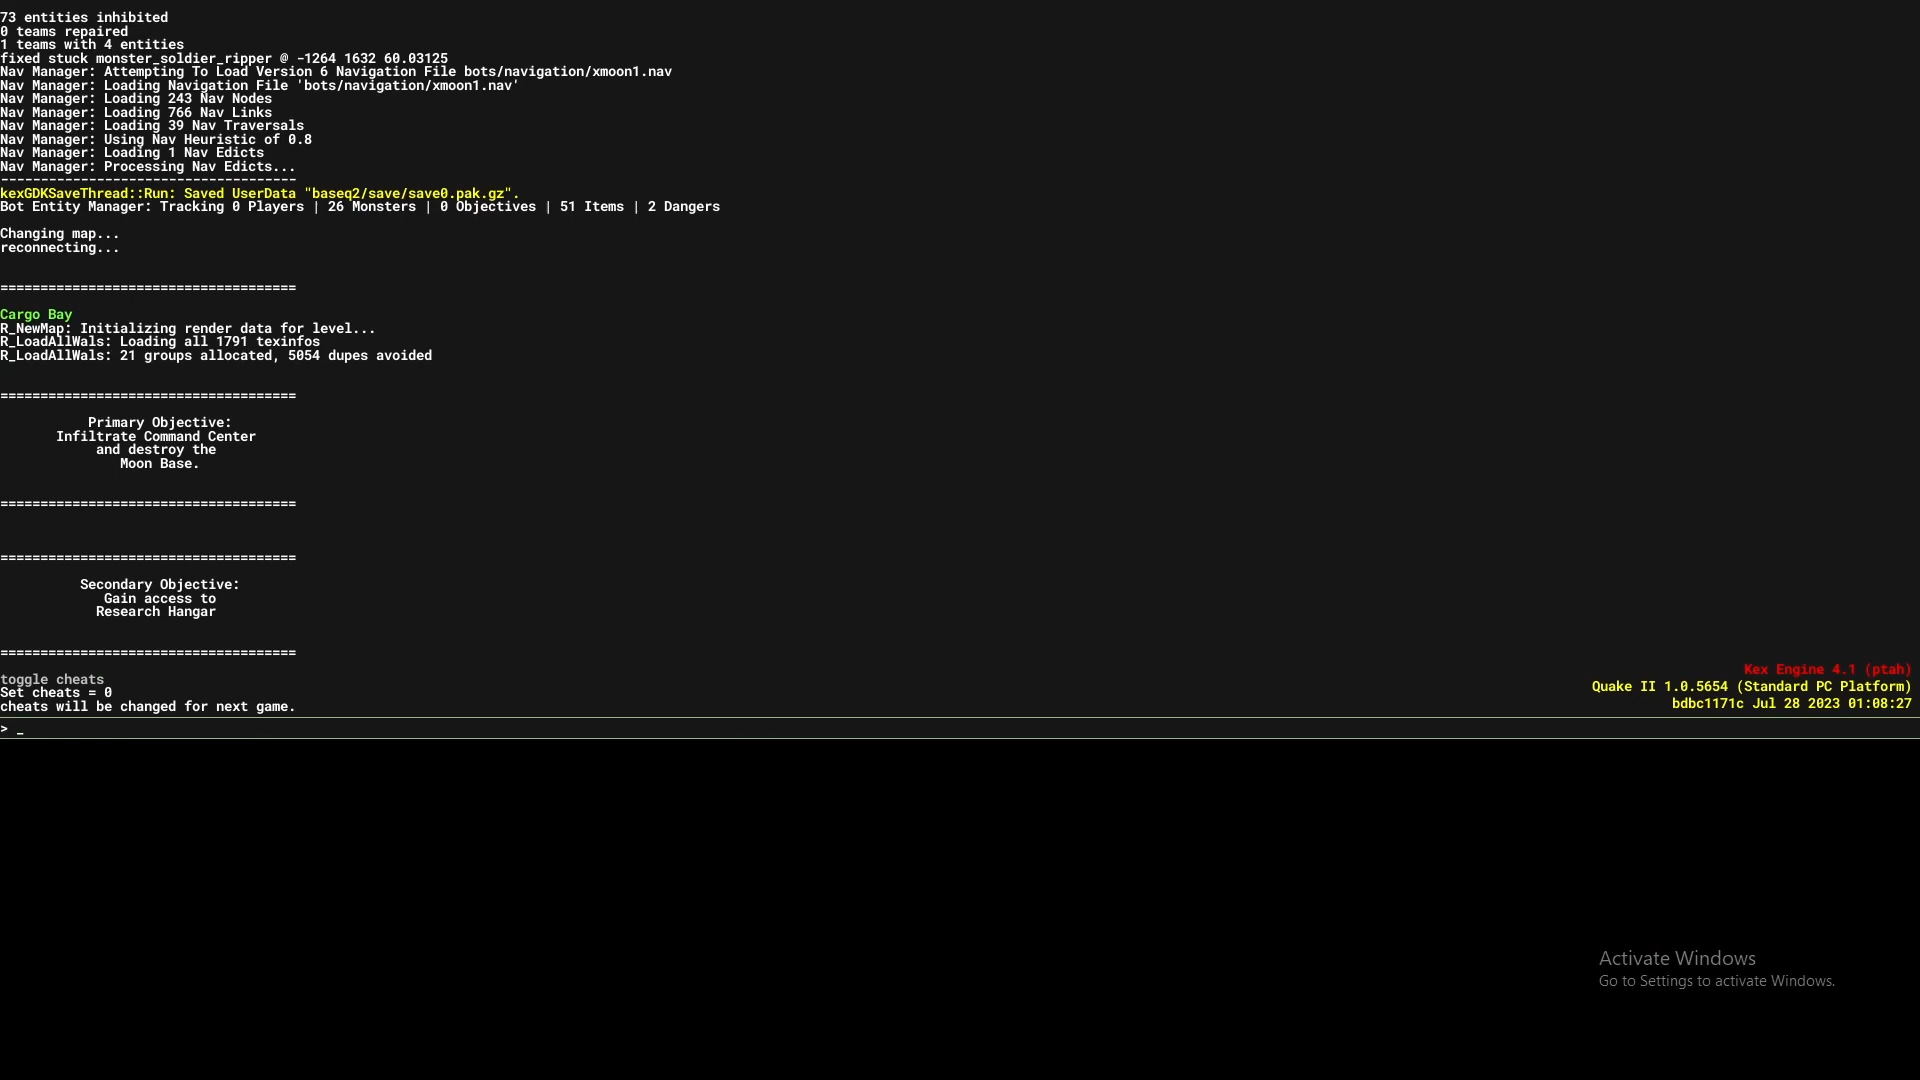 73 entities inhibited
0 teams repaired
1 teams with 4 entities
fixed stuck monster_soldier_ripper @ -1264 1632 60.03125
Nav Manager: Attempting To Load Version 6 Navigation File bots/navigation/xmoon1.nav
Nav Manager: Loading Navigation File 'bots/navigation/xmoon1.nav'
Nav Manager: Loading 243 Nav Nodes
Nav Manager: Loading 766 Nav Links
Nav Manager: Loading 39 Nav Traversals
Nav Manager: Using Nav Heuristic of 0.8
Nav Manager: Loading 1 Nav Edicts
Nav Manager: Processing Nav Edicts...
-------------------------------------
kexGDKSaveThread::Run: Saved UserData "baseq2/save/save0.pak.gz".
Bot Entity Manager: Tracking 0 Players | 26 Monsters | 0 Objectives | 51 Items | 2 Dangers
Changing map...
reconnecting...
=====================================
Cargo Bay
R_NewMap: Initializing render data for level...
R_LoadAllWals: Loading all 1791 texinfos
R_LoadAllWals: 21 groups allocated, 5054 dupes avoided
=====================================
Primary Objective:
Infiltrate Command Center
and destroy the
Moon Base.
=====================================
=====================================
Secondary Objective:
Gain access to
Research Hangar
=====================================
toggle cheats
Set cheats = 0
cheats will be changed for next game.
> _
Kex Engine 4.1 (ptah)
Quake II 1.0.5654 (Standard PC Platform)
bdbc1171c Jul 28 2023 01:08:27
Activate Windows
Go to Settings to activate Windows.